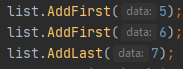 list.AddFirst( data: 5);
list.AddFirst( data: 6);
list.AddLast( data: 7);